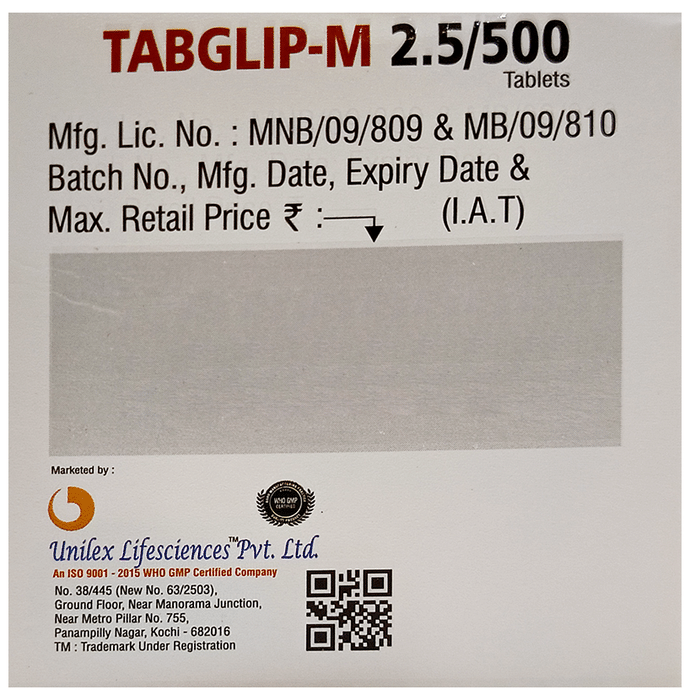 TABGLIP-M 2.5/500
Tablets
Mfg. Lic. No. : MNB/09/809 & MB/09/810
Batch No., Mfg. Date, Expiry Date &
Max. Retail Price ₹ : (I.A.T)
Marketed by :
WHO GMP
CERTIFIED
Unilex Lifesciences™ Pvt. Ltd.
An ISO 9001 - 2015 WHO GMP Certified Company
No. 38/445 (New No. 63/2503),
Ground Floor, Near Manorama Junction,
Near Metro Pillar No. 755,
Panampilly Nagar, Kochi - 682016
TM : Trademark Under Registration